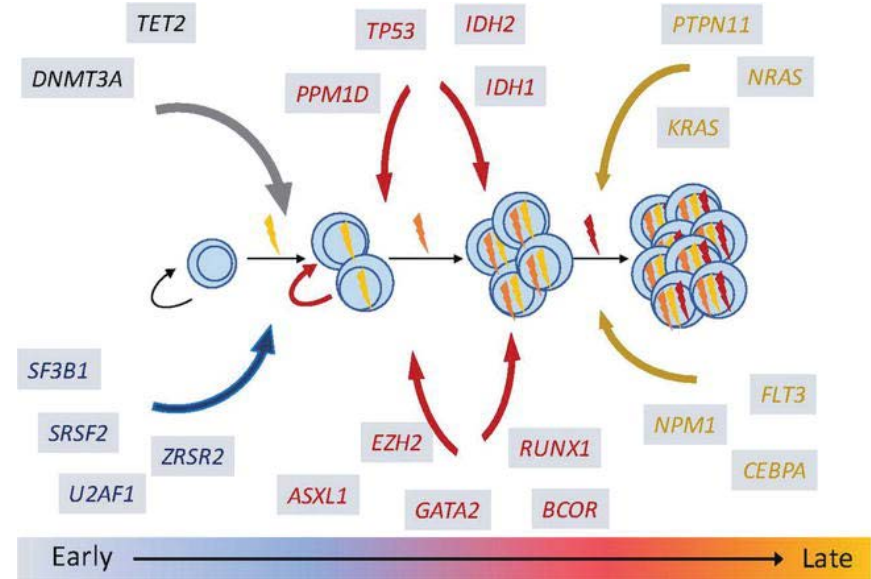 TET2
DNMT3A
TP53
IDH2
PPM1D
IDH1
PTPN11
NRAS
KRAS
SF3B1
SRSF2
ZRSR2
U2AF1
EZH2
ASXL1
GATA2
RUNX1
BCOR
NPM1
FLT3
CEBPA
Early
Late